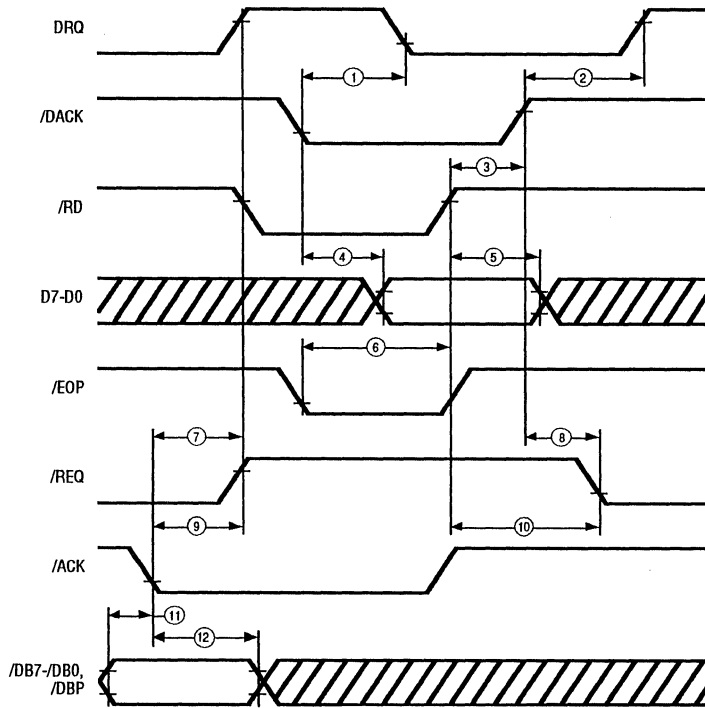 DRQ
①
②
/DACK
③
/RD
④
⑤
D7-D0
⑥
/EOP
⑦
⑧
/REQ
⑨
⑩
/ACK
⑪
⑫
/DB7-/DB0,
/DBP